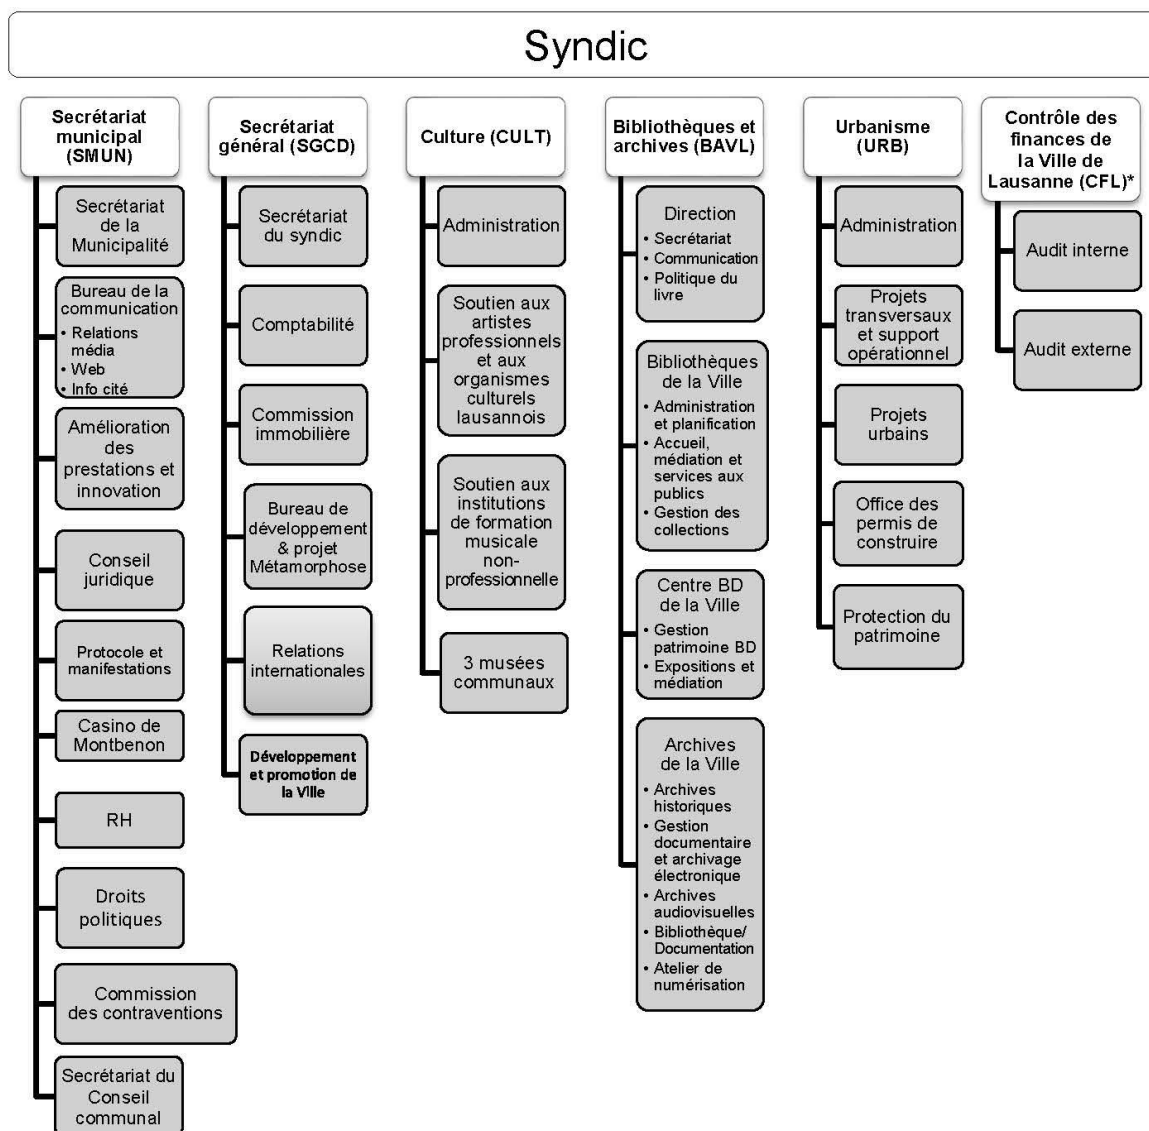 Syndic
Secrétariat
municipal
(SMUN)
Secrétariat
de la
Municipalité
Bureau de la
communication
• Relations
média
• Web
• Info cité
Amélioration
des
prestations et
innovation
Conseil
juridique
Protocole et
manifestations
Casino de
Montbenon
RH
Droits
politiques
Commission
des contraventions
Secrétariat du
Conseil
communal
Secrétariat
général (SGCD)
Secrétariat
du syndic
Comptabilité
Commission
immobilière
Bureau de
développement
& projet
Métamorphose
Relations
internationales
Développement
et promotion de
la Ville
Culture (CULT)
Administration
Soutien aux
artistes
professionnels
et aux
organismes
culturels
lausannois
Soutien aux
institutions
de formation
musicale
non-
professionnelle
3 musées
communaux
Bibliothèques et
archives (BAVL)
Direction
• Secrétariat
• Communication
• Politique du
livre
Bibliothèques
de la Ville
• Administration
et planification
• Accueil,
médiation et
services aux
publics
• Gestion des
collections
Centre BD
de la Ville
• Gestion
patrimoine BD
• Expositions et
médiation
Archives
de la Ville
• Archives
historiques
• Gestion
documentaire
et archivage
électronique
• Archives
audiovisuelles
• Bibliothèque/
Documentation
• Atelier de
numérisation
Urbanisme
(URB)
Administration
Projets
transversaux
et support
opérationnel
Projets
urbains
Office des
permis de
construire
Protection du
patrimoine
Contrôle des
finances de
la Ville de
Lausanne (CFL)*
Audit interne
Audit externe